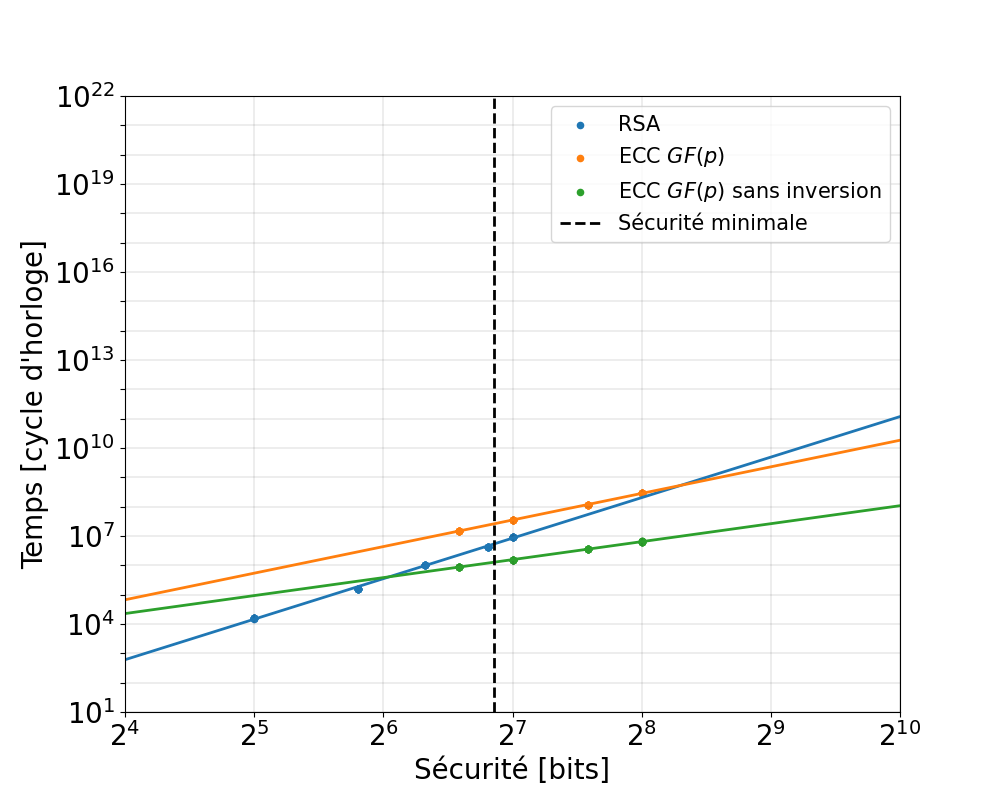 10^22
10^19
10^16
10^13
10^10
10^7
10^4
10^1
Temps [cycle d'horloge]
RSA
ECC GF(p)
ECC GF(p) sans inversion
Sécurité minimale
2^4 2^5 2^6 2^7 2^8 2^9 2^10
Sécurité [bits]